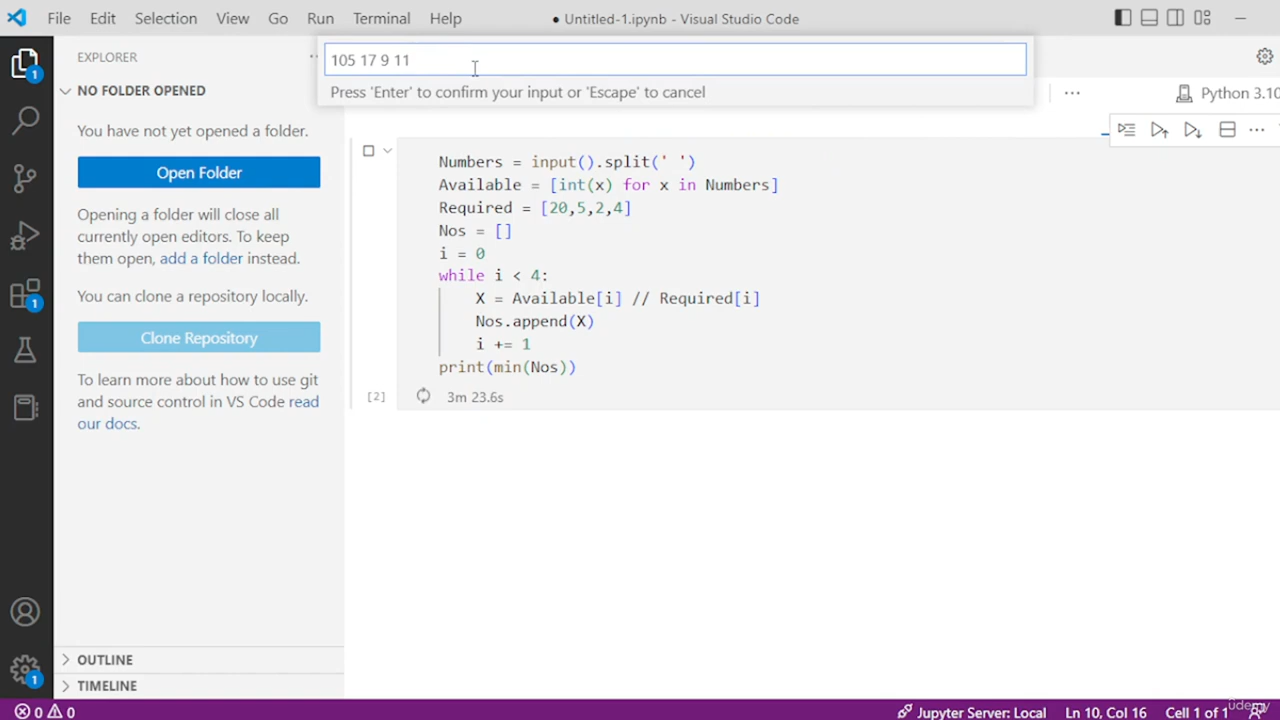 File Edit Selection View Go Run Terminal Help
● Untitled-1.ipynb - Visual Studio Code
105 17 9 11
Press 'Enter' to confirm your input or 'Escape' to cancel
EXPLORER
NO FOLDER OPENED
You have not yet opened a folder.
Open Folder
Opening a folder will close all
currently open editors. To keep
them open, add a folder instead.
You can clone a repository locally.
Clone Repository
To learn more about how to use git
and source control in VS Code read
our docs.
OUTLINE
TIMELINE
1
1
1
Python 3.10
Numbers = input().split(' ')
Available = [int(x) for x in Numbers]
Required = [20,5,2,4]
Nos = []
i = 0
while i < 4:
X = Available[i] // Required[i]
Nos.append(X)
i += 1
print(min(Nos))
[2]
3m 23.6s
0 0
Jupyter Server: Local
Ln 10, Col 16
Cell 1 of 1
udemy